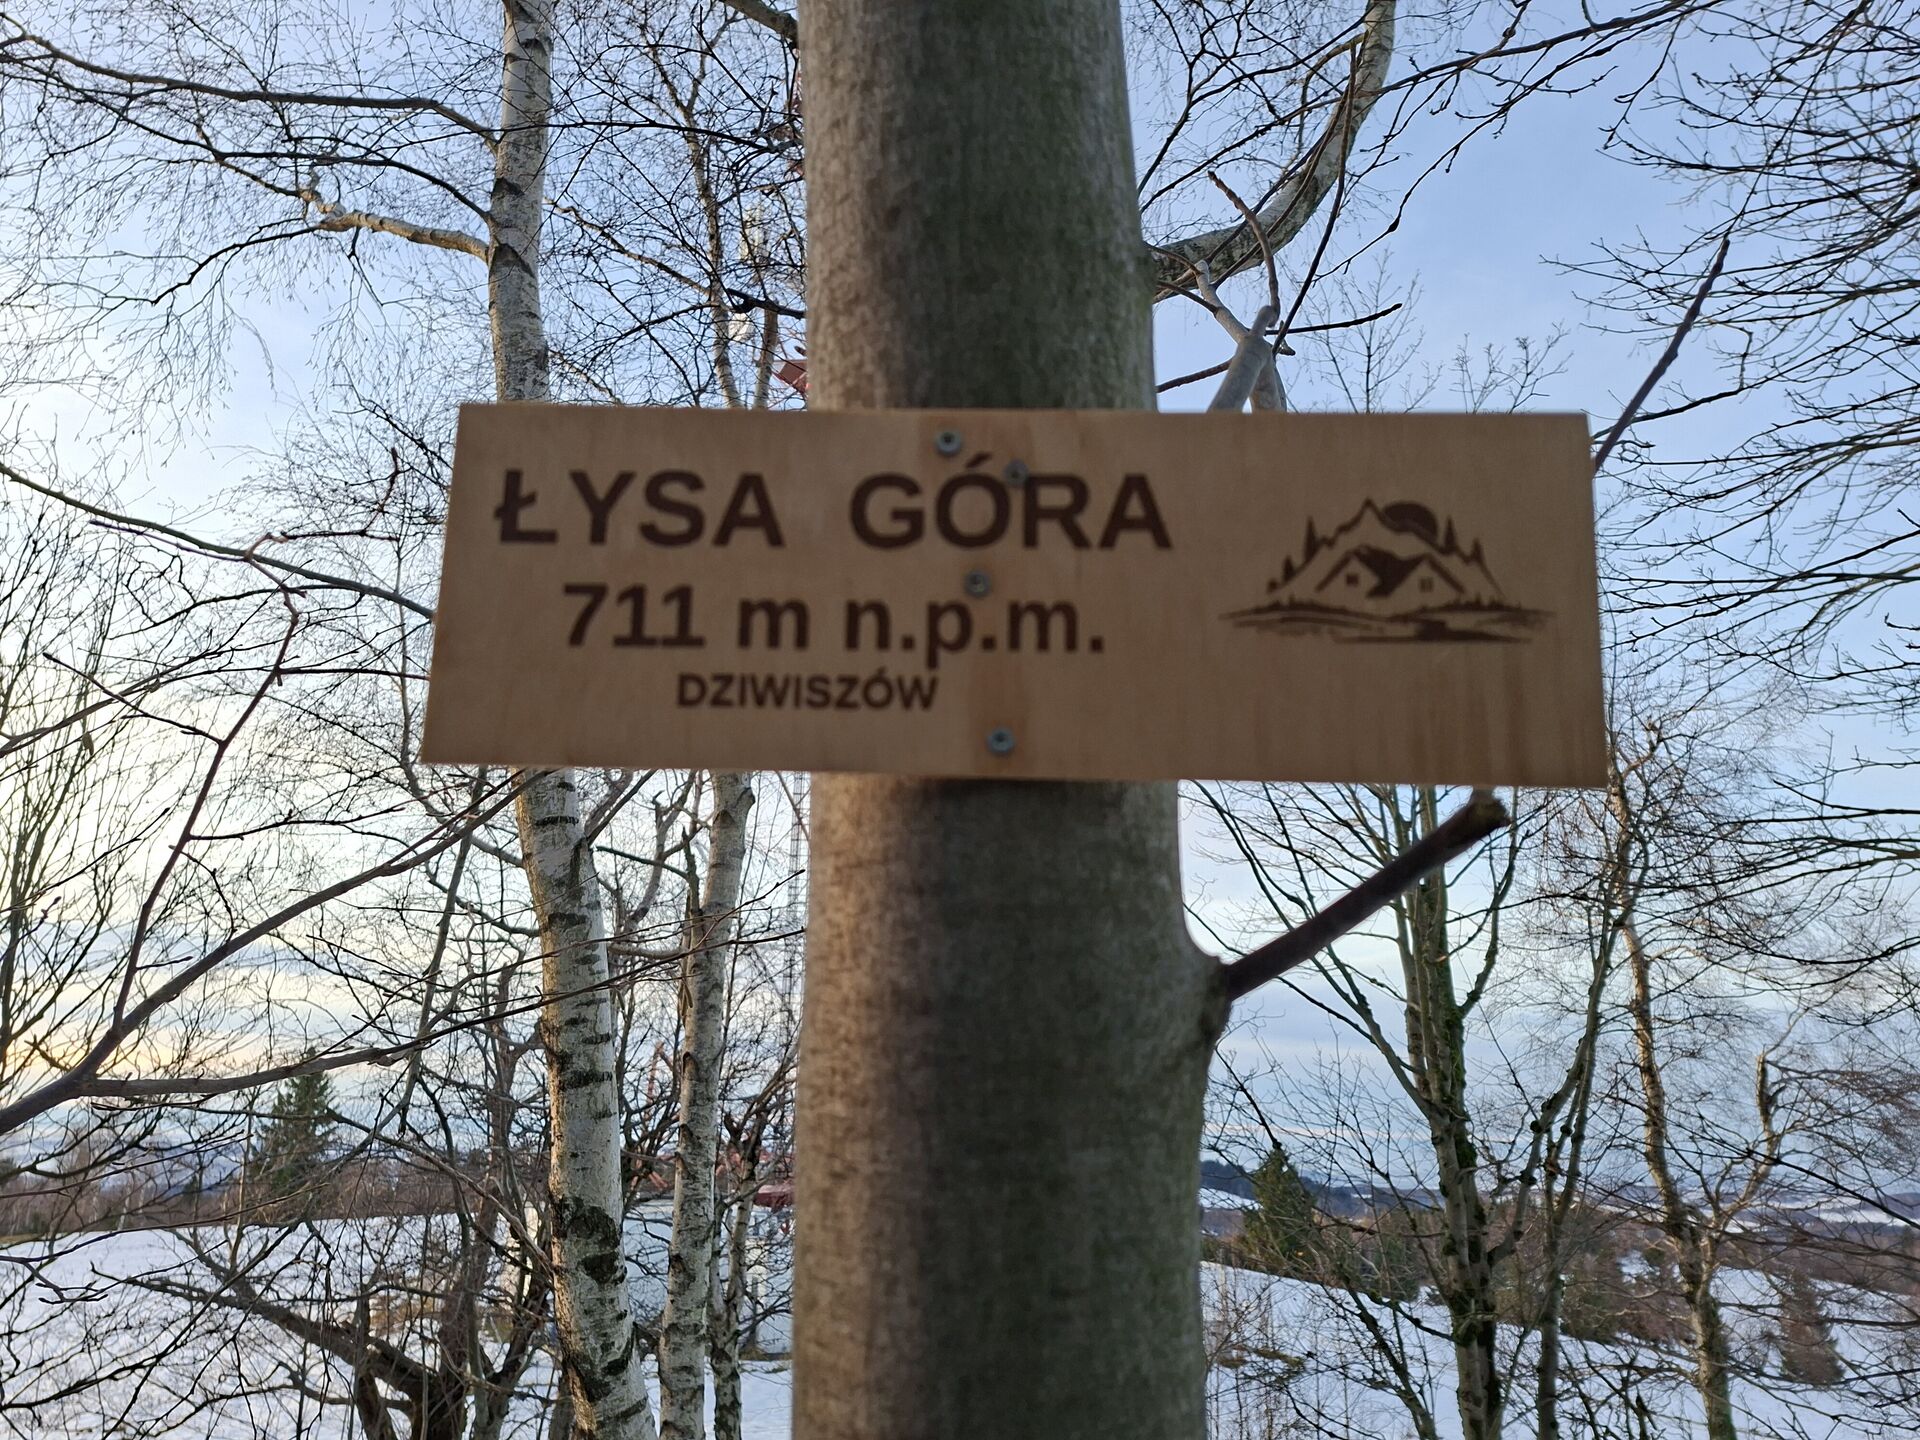 ŁYSA GÓRA
711 m n.p.m.
DZIWISZÓW